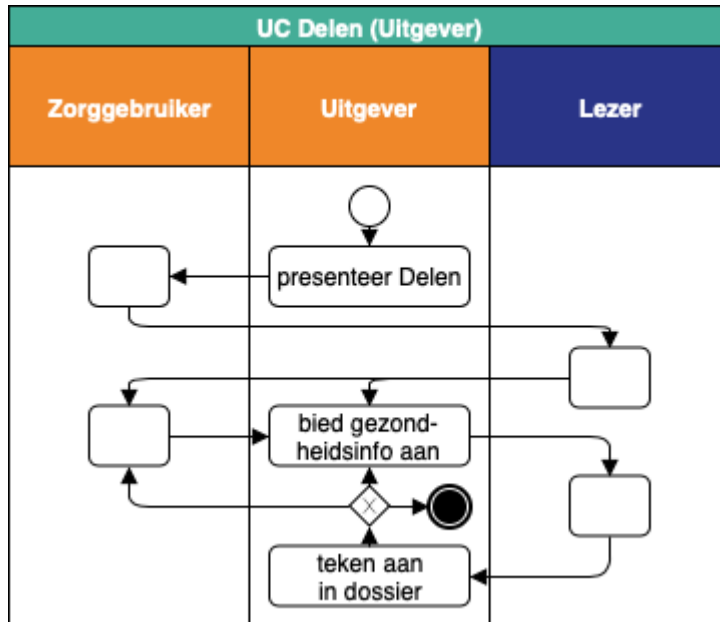 UC Delen (Uitgever)
Zorggebruiker
Uitgever
Lezer
presenteer Delen
bied gezond-
heidsinfo aan
X
teken aan
in dossier